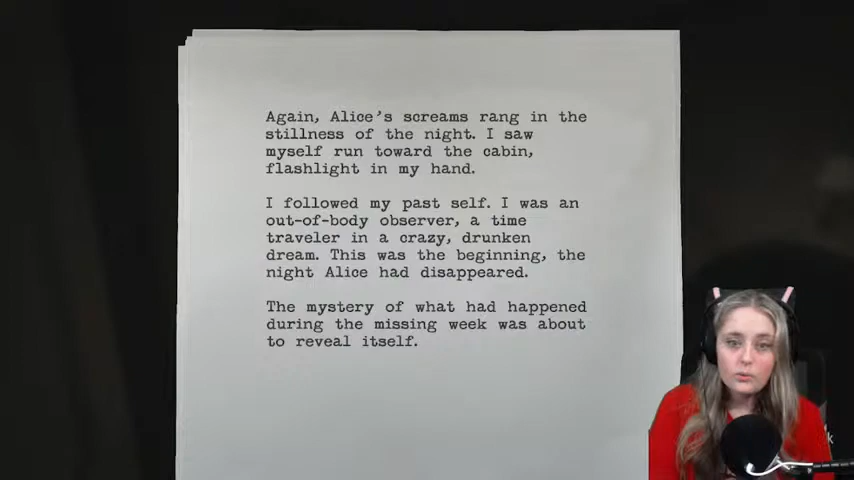 Again, Alice's screams rang in the
stillness of the night. I saw
myself run toward the cabin,
flashlight in my hand.
I followed my past self. I was an
out-of-body observer, a time
traveler in a crazy, drunken
dream. This was the beginning, the
night Alice had disappeared.
The mystery of what had happened
during the missing week was about
to reveal itself.